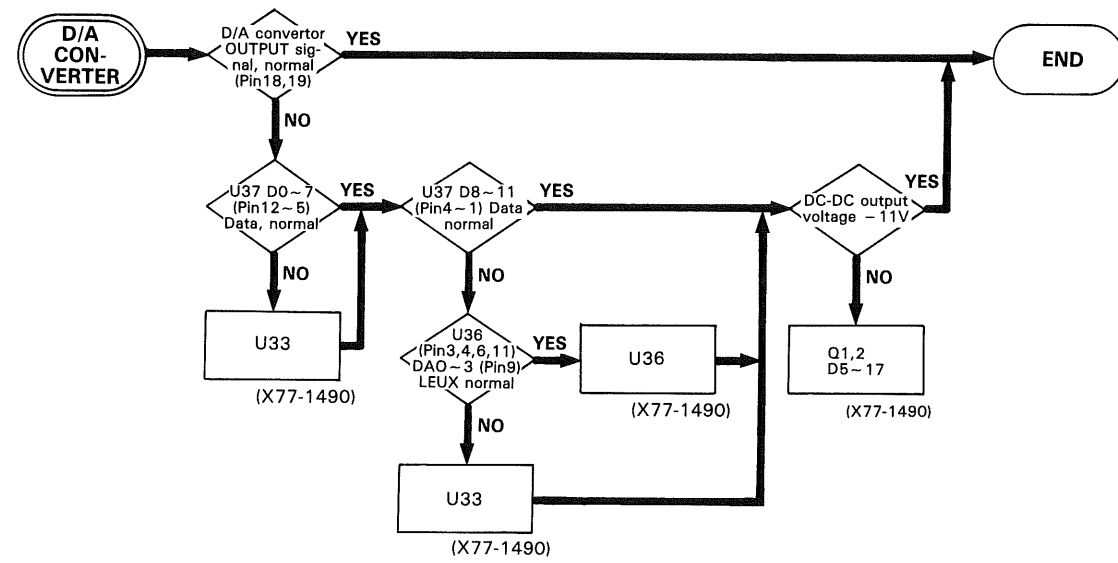 D/A
CON-
VERTER
D/A convertor
OUTPUT sig-
nal, normal
(Pin18,19)
YES
END
NO
U37 D0~7
(Pin12~5)
Data, normal
YES
U37 D8~11
(Pin4~1) Data
normal
YES
DC-DC output
voltage −11V
YES
NO
U33
(X77-1490)
NO
U36
(Pin3,4,6,11)
DA0~3 (Pin9)
LEUX normal
YES
U36
(X77-1490)
NO
Q1,2
D5~17
(X77-1490)
NO
U33
(X77-1490)